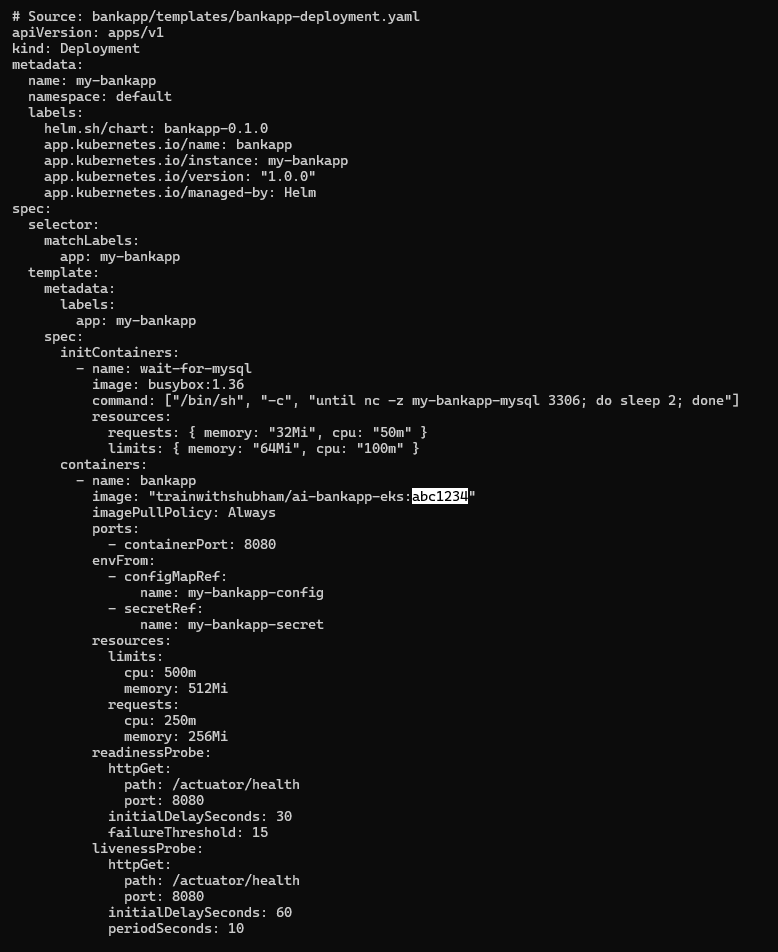 # Source: bankapp/templates/bankapp-deployment.yaml
apiVersion: apps/v1
kind: Deployment
metadata:
  name: my-bankapp
  namespace: default
  labels:
    helm.sh/chart: bankapp-0.1.0
    app.kubernetes.io/name: bankapp
    app.kubernetes.io/instance: my-bankapp
    app.kubernetes.io/version: "1.0.0"
    app.kubernetes.io/managed-by: Helm
spec:
  selector:
    matchLabels:
      app: my-bankapp
  template:
    metadata:
      labels:
        app: my-bankapp
    spec:
      initContainers:
        - name: wait-for-mysql
          image: busybox:1.36
          command: ["/bin/sh", "-c", "until nc -z my-bankapp-mysql 3306; do sleep 2; done"]
          resources:
            requests: { memory: "32Mi", cpu: "50m" }
            limits: { memory: "64Mi", cpu: "100m" }
      containers:
        - name: bankapp
          image: "trainwithshubham/ai-bankapp-eks:abc1234"
          imagePullPolicy: Always
          ports:
            - containerPort: 8080
          envFrom:
            - configMapRef:
                name: my-bankapp-config
            - secretRef:
                name: my-bankapp-secret
          resources:
            limits:
              cpu: 500m
              memory: 512Mi
            requests:
              cpu: 250m
              memory: 256Mi
          readinessProbe:
            httpGet:
              path: /actuator/health
              port: 8080
            initialDelaySeconds: 30
            failureThreshold: 15
          livenessProbe:
            httpGet:
              path: /actuator/health
              port: 8080
            initialDelaySeconds: 60
            periodSeconds: 10